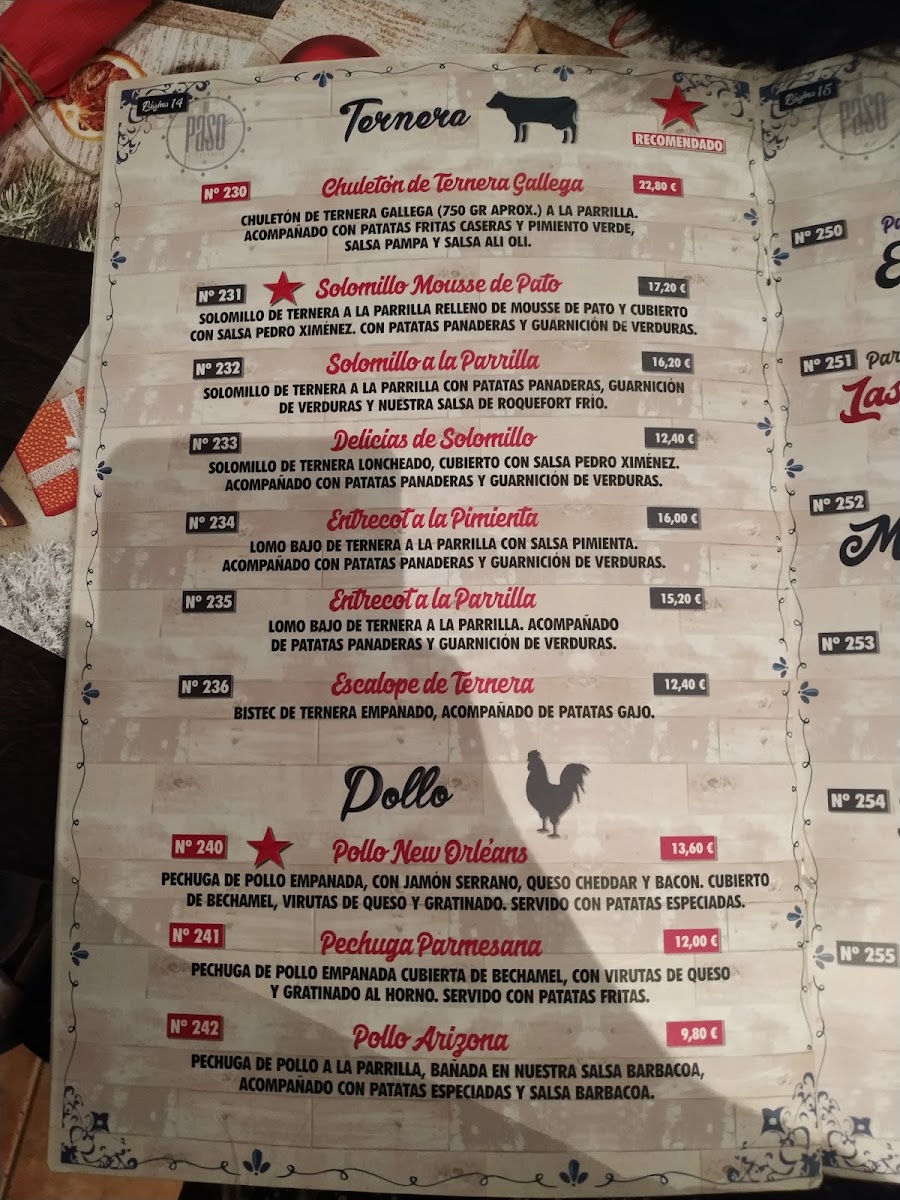 Página 14
el
PASO
Ternera
RECOMENDADO
Nº 230 Chuletón de Ternera Gallega 22,80 €
CHULETÓN DE TERNERA GALLEGA (750 GR APROX.) A LA PARRILLA.
ACOMPAÑADO CON PATATAS FRITAS CASERAS Y PIMIENTO VERDE,
SALSA PAMPA Y SALSA ALI OLI.
Nº 231 Solomillo Mousse de Pato 17,20 €
SOLOMILLO DE TERNERA A LA PARRILLA RELLENO DE MOUSSE DE PATO Y CUBIERTO
CON SALSA PEDRO XIMÉNEZ. CON PATATAS PANADERAS Y GUARNICIÓN DE VERDURAS.
Nº 232 Solomillo a la Parrilla 16,20 €
SOLOMILLO DE TERNERA A LA PARRILLA CON PATATAS PANADERAS, GUARNICIÓN
DE VERDURAS Y NUESTRA SALSA DE ROQUEFORT FRÍO.
Nº 233 Delicias de Solomillo 12,40 €
SOLOMILLO DE TERNERA LONCHEADO, CUBIERTO CON SALSA PEDRO XIMÉNEZ.
ACOMPAÑADO CON PATATAS PANADERAS Y GUARNICIÓN DE VERDURAS.
Nº 234 Entrecot a la Pimienta 16,00 €
LOMO BAJO DE TERNERA A LA PARRILLA CON SALSA PIMIENTA.
ACOMPAÑADO CON PATATAS PANADERAS Y GUARNICIÓN DE VERDURAS.
Nº 235 Entrecot a la Parrilla 15,20 €
LOMO BAJO DE TERNERA A LA PARRILLA. ACOMPAÑADO
DE PATATAS PANADERAS Y GUARNICIÓN DE VERDURAS.
Nº 236 Escalope de Ternera 12,40 €
BISTEC DE TERNERA EMPANADO, ACOMPAÑADO DE PATATAS GAJO.
Pollo
Nº 240 Pollo New Orléans 13,60 €
PECHUGA DE POLLO EMPANADA, CON JAMÓN SERRANO, QUESO CHEDDAR Y BACON. CUBIERTO
DE BECHAMEL, VIRUTAS DE QUESO Y GRATINADO. SERVIDO CON PATATAS ESPECIADAS.
Nº 241 Pechuga Parmesana 12,00 €
PECHUGA DE POLLO EMPANADA CUBIERTA DE BECHAMEL, CON VIRUTAS DE QUESO
Y GRATINADO AL HORNO. SERVIDO CON PATATAS FRITAS.
Nº 242 Pollo Arizona 9,80 €
PECHUGA DE POLLO A LA PARRILLA, BAÑADA EN NUESTRA SALSA BARBACOA,
ACOMPAÑADO CON PATATAS ESPECIADAS Y SALSA BARBACOA.
Página 15
PASO
Nº 250
Nº 251
Nº 252
Nº 253
Nº 254
Nº 255